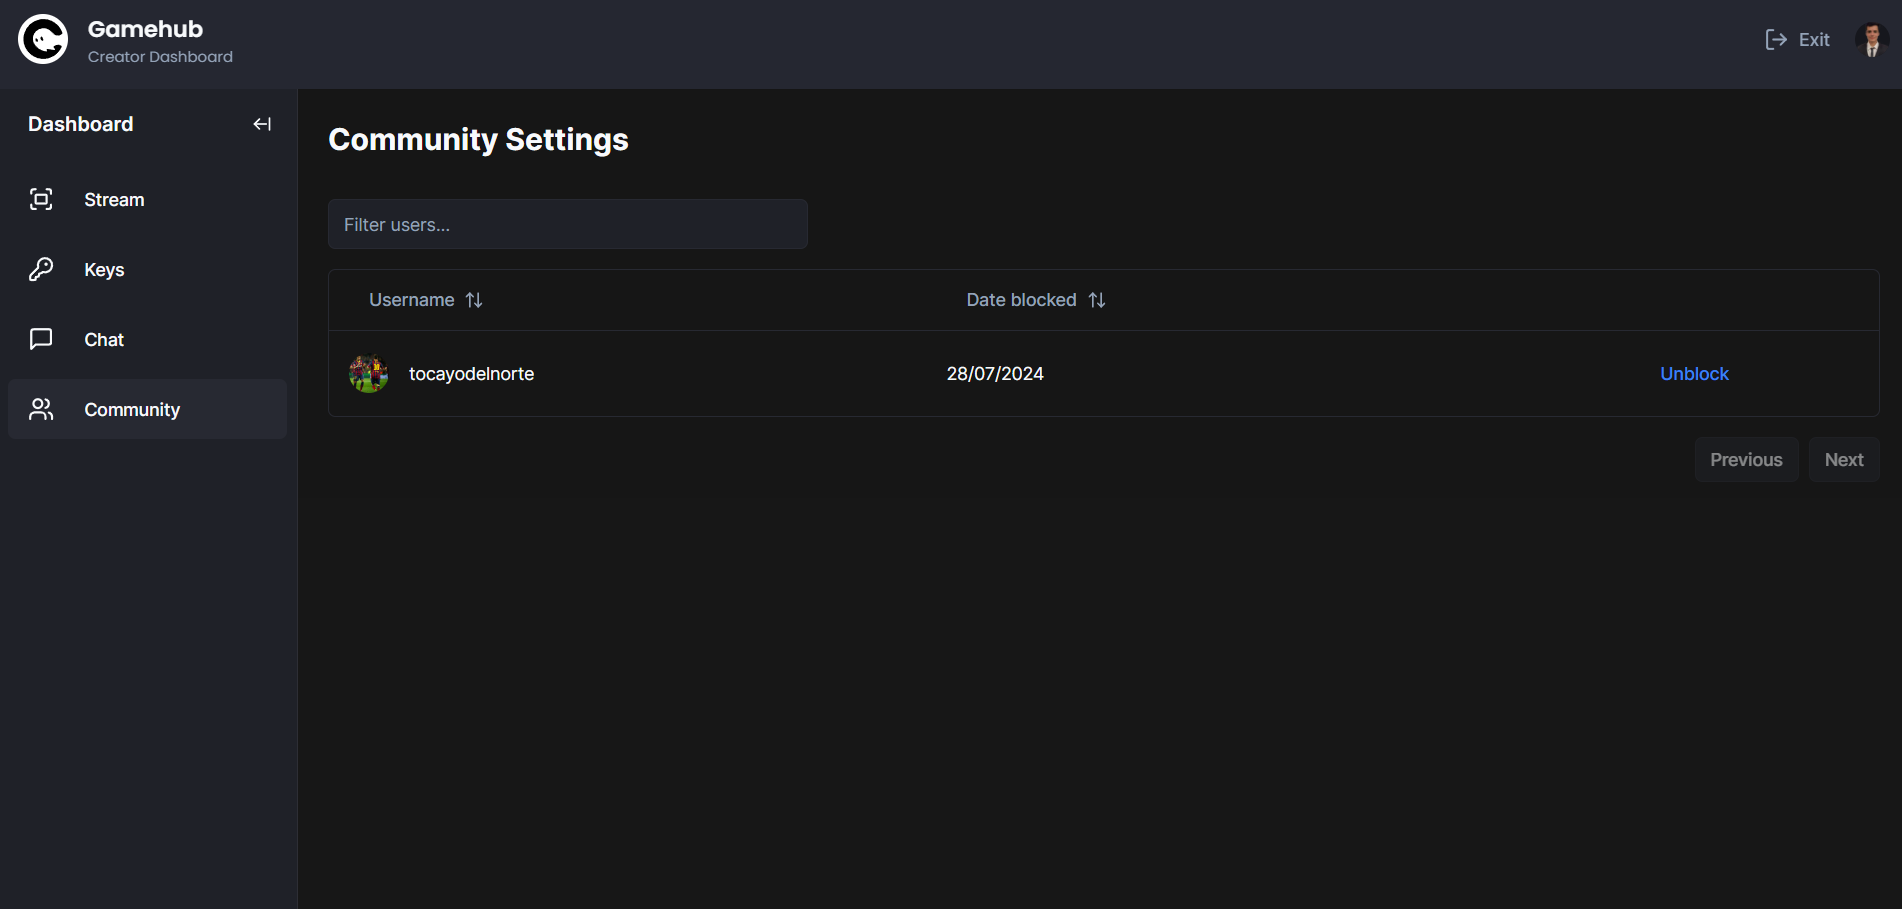 Gamehub
Creator Dashboard
Exit
Dashboard
Stream
Keys
Chat
Community
Community Settings
Filter users...
Username
Date blocked
tocayodelnorte
28/07/2024
Unblock
Previous
Next